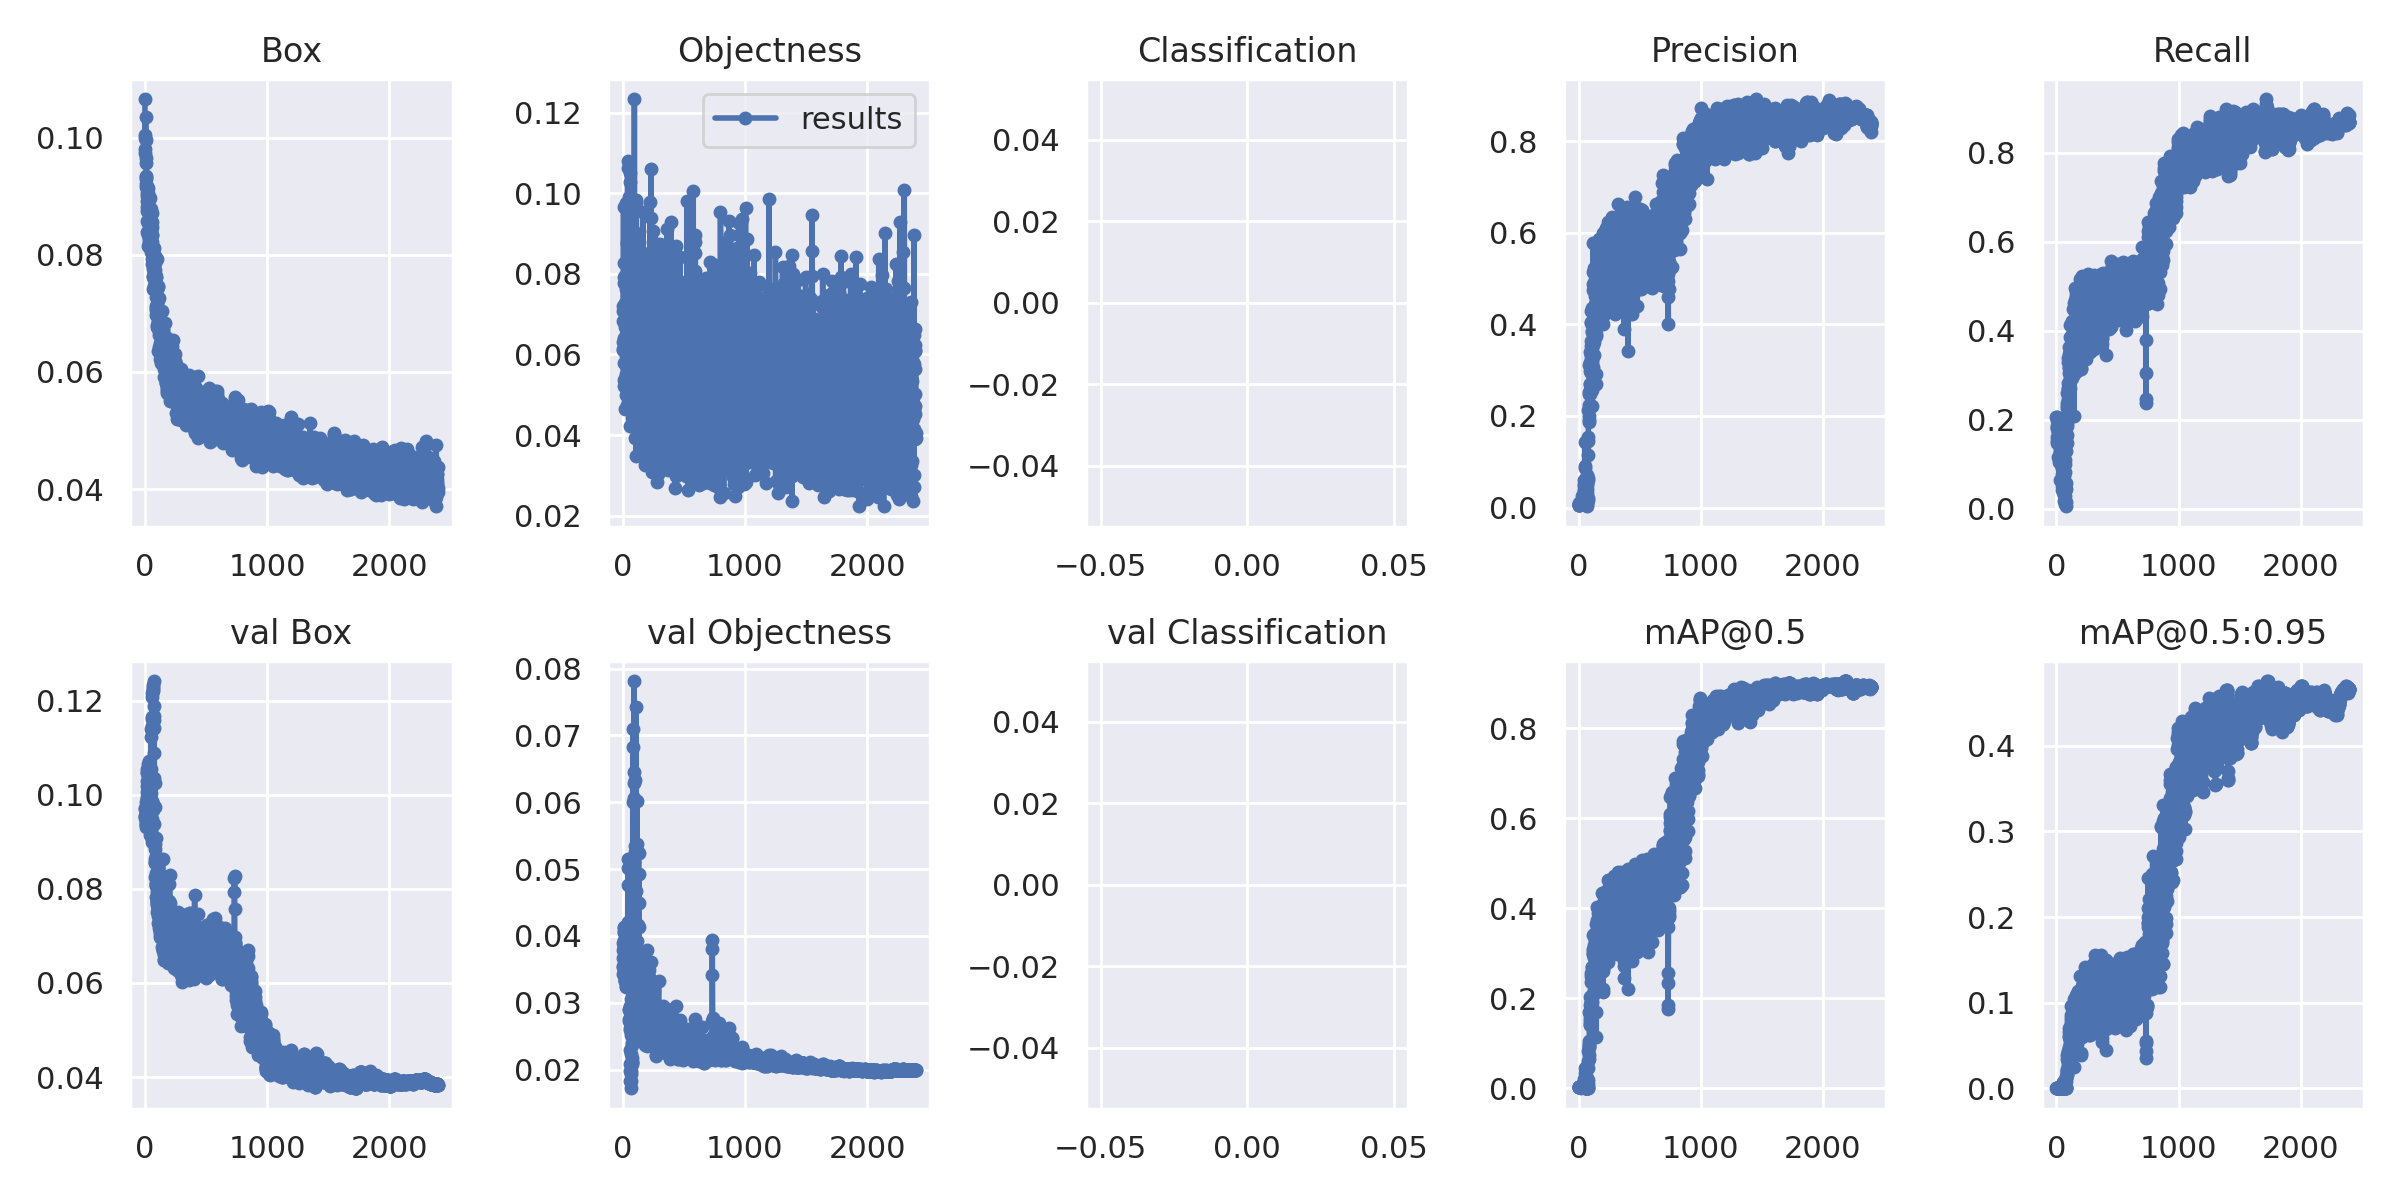 Box
Objectness
Classification
Precision
Recall
0.10
0.08
0.06
0.04
0 1000 2000
results
0.12
0.10
0.08
0.06
0.04
0.02
0 1000 2000
0.04
0.02
0.00
−0.02
−0.04
−0.05 0.00 0.05
0.8
0.6
0.4
0.2
0.0
0 1000 2000
0.8
0.6
0.4
0.2
0.0
0 1000 2000
val Box
val Objectness
val Classification
mAP@0.5
mAP@0.5:0.95
0.12
0.10
0.08
0.06
0.04
0 1000 2000
0.08
0.07
0.06
0.05
0.04
0.03
0.02
0 1000 2000
0.04
0.02
0.00
−0.02
−0.04
−0.05 0.00 0.05
0.8
0.6
0.4
0.2
0.0
0 1000 2000
0.4
0.3
0.2
0.1
0.0
0 1000 2000